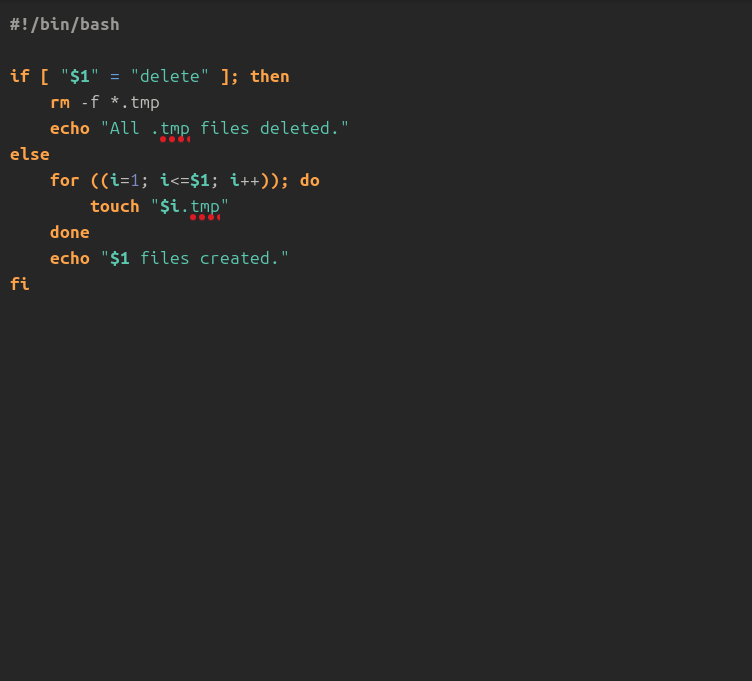 #!/bin/bash

if [ "$1" = "delete" ]; then
    rm -f *.tmp
    echo "All .tmp files deleted."
else
    for ((i=1; i<=$1; i++)); do
        touch "$i.tmp"
    done
    echo "$1 files created."
fi